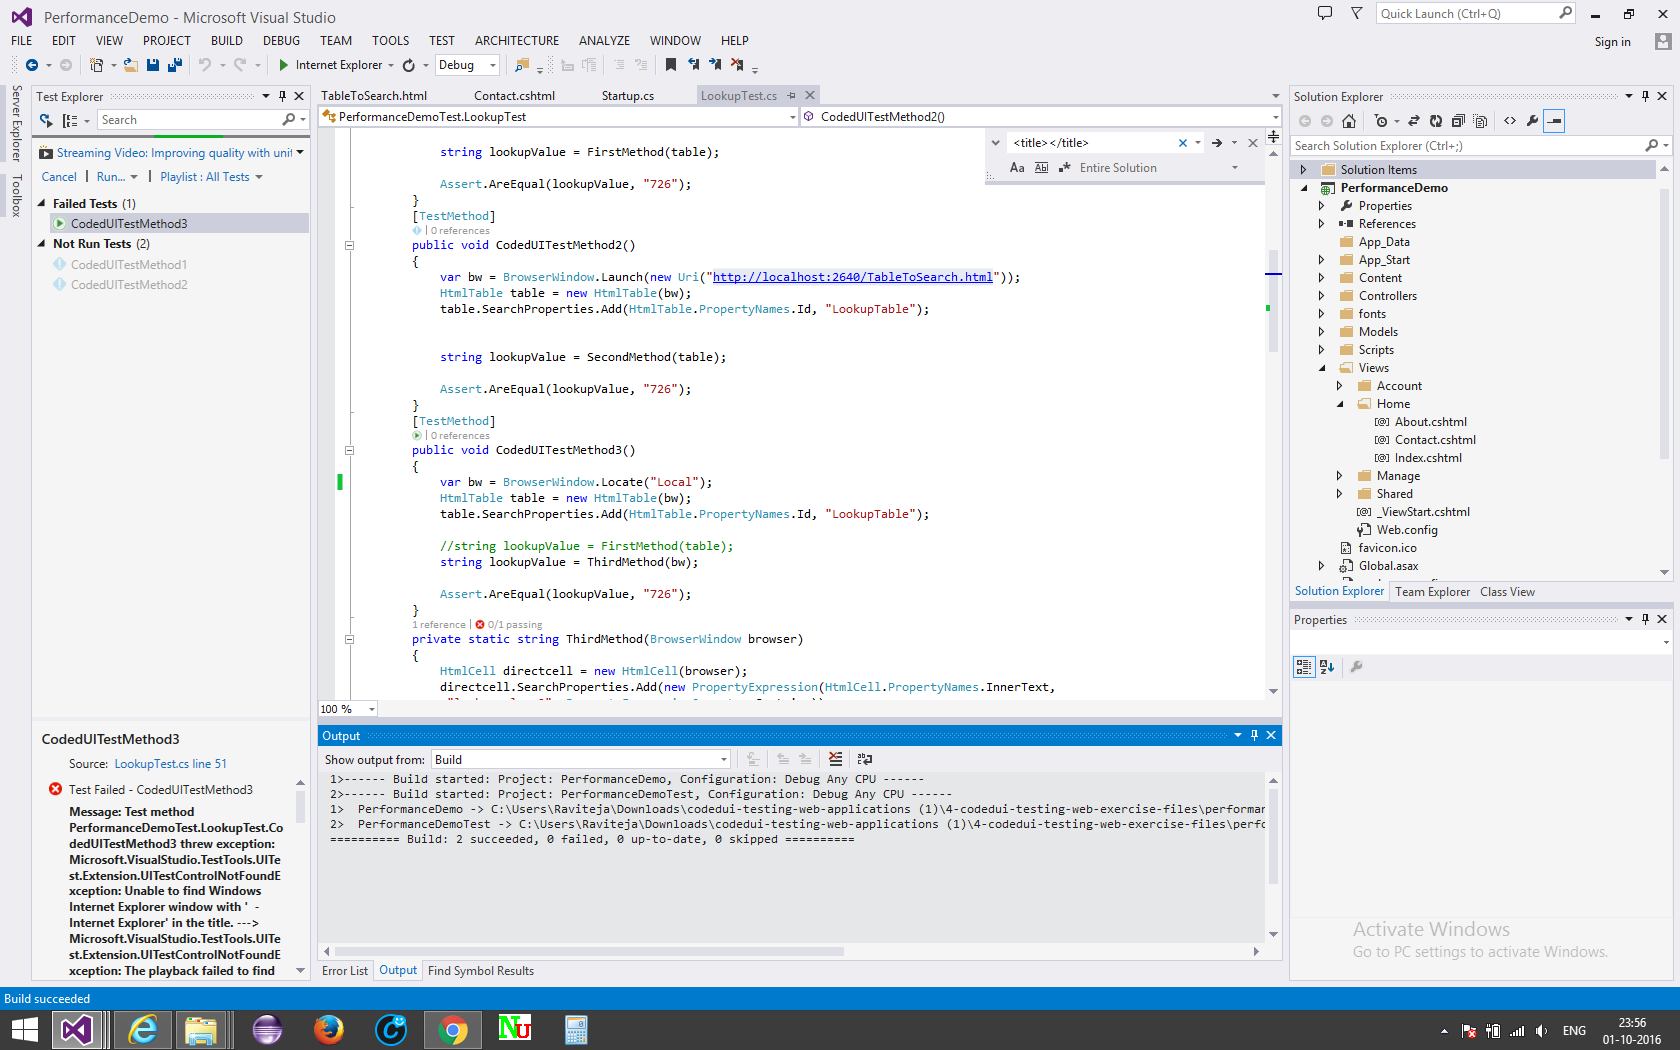 PerformanceDemo - Microsoft Visual Studio
Quick Launch (Ctrl+Q)
FILE EDIT VIEW PROJECT BUILD DEBUG TEAM TOOLS TEST ARCHITECTURE ANALYZE WINDOW HELP
Sign in
Internet Explorer
Debug
Server Explorer
Toolbox
Test Explorer
Search
Streaming Video: Improving quality with unit
Cancel | Run... | Playlist : All Tests
Failed Tests (1)
CodedUITestMethod3
Not Run Tests (2)
CodedUITestMethod1
CodedUITestMethod2
CodedUITestMethod3
Source: LookupTest.cs line 51
Test Failed - CodedUITestMethod3
Message: Test method
PerformanceDemoTest.LookupTest.Co
dedUITestMethod3 threw exception:
Microsoft.VisualStudio.TestTools.UITe
st.Extension.UITestControlNotFoundE
xception: Unable to find Windows
Internet Explorer window with ' -
Internet Explorer' in the title. --->
Microsoft.VisualStudio.TestTools.UITe
st.Extension.UITestControlNotFoundE
xception: The playback failed to find
TableToSearch.html Contact.cshtml Startup.cs LookupTest.cs
PerformanceDemoTest.LookupTest
CodedUITestMethod2()
<title></title>
Aa Ab| .* Entire Solution
string lookupValue = FirstMethod(table);
Assert.AreEqual(lookupValue, "726");
}
[TestMethod]
| 0 references
public void CodedUITestMethod2()
{
var bw = BrowserWindow.Launch(new Uri("http://localhost:2640/TableToSearch.html"));
HtmlTable table = new HtmlTable(bw);
table.SearchProperties.Add(HtmlTable.PropertyNames.Id, "LookupTable");
string lookupValue = SecondMethod(table);
Assert.AreEqual(lookupValue, "726");
}
[TestMethod]
| 0 references
public void CodedUITestMethod3()
{
var bw = BrowserWindow.Locate("Local");
HtmlTable table = new HtmlTable(bw);
table.SearchProperties.Add(HtmlTable.PropertyNames.Id, "LookupTable");
//string lookupValue = FirstMethod(table);
string lookupValue = ThirdMethod(bw);
Assert.AreEqual(lookupValue, "726");
}
1 reference | 0/1 passing
private static string ThirdMethod(BrowserWindow browser)
{
HtmlCell directcell = new HtmlCell(browser);
directcell.SearchProperties.Add(new PropertyExpression(HtmlCell.PropertyNames.InnerText,
100 %
Output
Show output from: Build
1>------ Build started: Project: PerformanceDemo, Configuration: Debug Any CPU ------
2>------ Build started: Project: PerformanceDemoTest, Configuration: Debug Any CPU ------
1> PerformanceDemo -> C:\Users\Raviteja\Downloads\codedui-testing-web-applications (1)\4-codedui-testing-web-exercise-files\performan
2> PerformanceDemoTest -> C:\Users\Raviteja\Downloads\codedui-testing-web-applications (1)\4-codedui-testing-web-exercise-files\perfo
========== Build: 2 succeeded, 0 failed, 0 up-to-date, 0 skipped ==========
Error List Output Find Symbol Results
Solution Explorer
Search Solution Explorer (Ctrl+;)
Solution Items
PerformanceDemo
Properties
References
App_Data
App_Start
Content
Controllers
fonts
Models
Scripts
Views
Account
Home
[@] About.cshtml
[@] Contact.cshtml
[@] Index.cshtml
Manage
Shared
[@] _ViewStart.cshtml
Web.config
favicon.ico
Global.asax
Solution Explorer Team Explorer Class View
Properties
Activate Windows
Go to PC settings to activate Windows.
Build succeeded
NU
ENG
23:56
01-10-2016